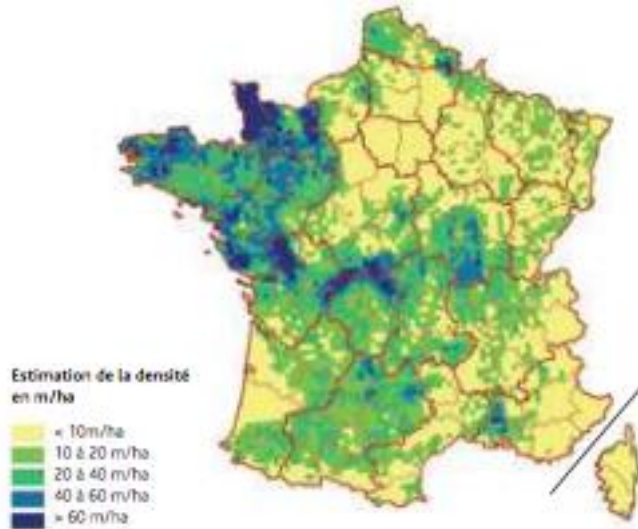 Estimation de la densité
en m/ha
< 10m/ha
10 à 20 m/ha
20 à 40 m/ha
40 à 60 m/ha
> 60 m/ha